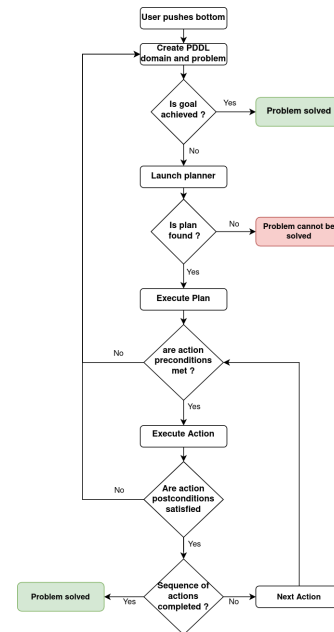 User pushes bottom
Create PDDL
domain and problem
Is goal
achieved ?
Yes
Problem solved
No
Launch planner
Is plan
found ?
No
Problem cannot be
solved
Yes
Execute Plan
are action
preconditions
met ?
No
Yes
Execute Action
Are action
postconditions
satisfied
No
Yes
Sequence of
actions
completed ?
Yes
Problem solved
No
Next Action